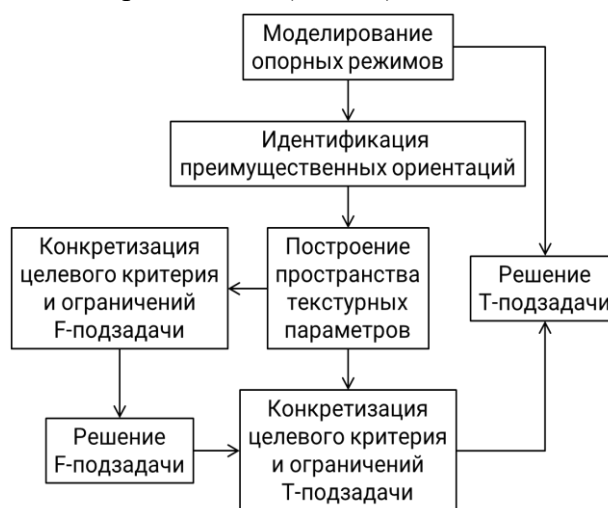 Моделирование
опорных режимов
Идентификация
преимущественных ориентаций
Конкретизация
целевого критерия
и ограничений
F-подзадачи
Построение
пространства
текстурных
параметров
Решение
Т-подзадачи
Решение
F-подзадачи
Конкретизация
целевого критерия
и ограничений
Т-подзадачи